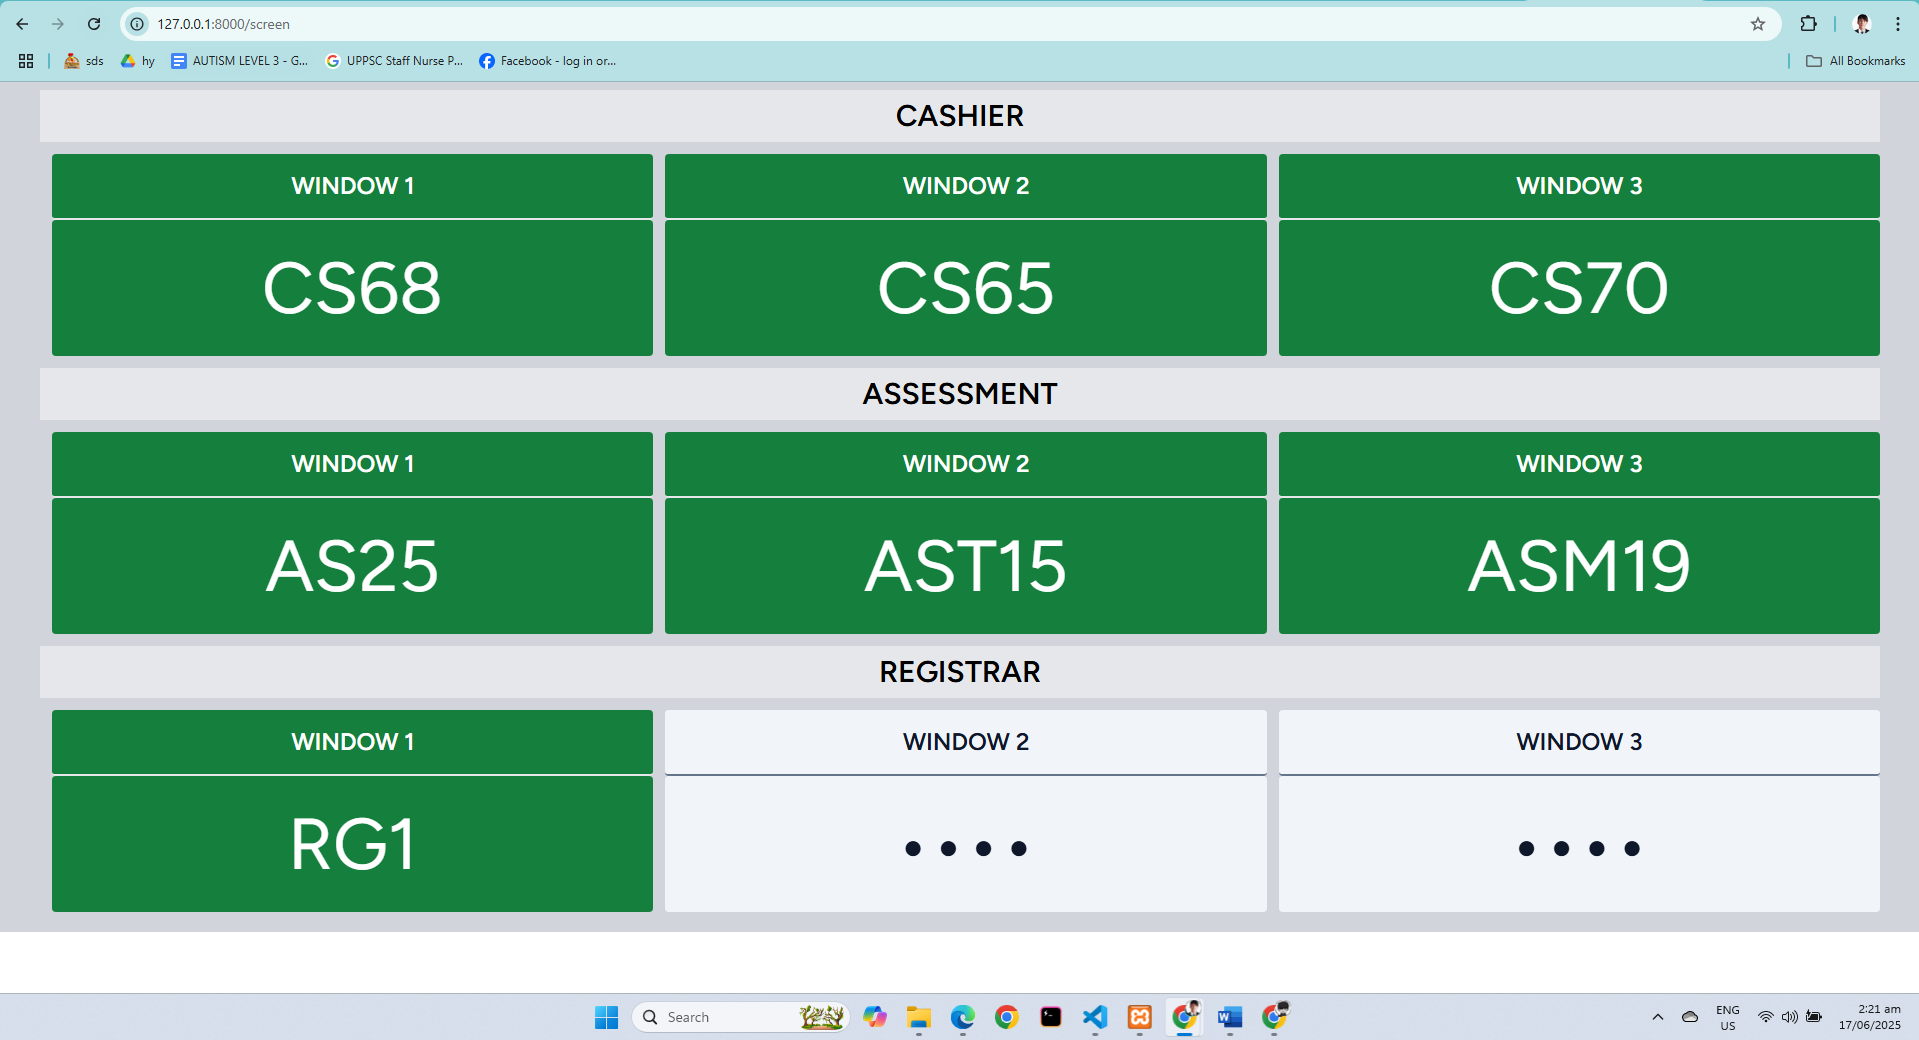 127.0.0.1:8000/screen
sds hy AUTISM LEVEL 3 - G... UPPSC Staff Nurse P... Facebook - log in or... All Bookmarks
CASHIER
WINDOW 1 WINDOW 2 WINDOW 3
CS68 CS65 CS70
ASSESSMENT
WINDOW 1 WINDOW 2 WINDOW 3
AS25 AST15 ASM19
REGISTRAR
WINDOW 1 WINDOW 2 WINDOW 3
RG1 • • • • • • • •
Search
ENG 2:21 am
US 17/06/2025